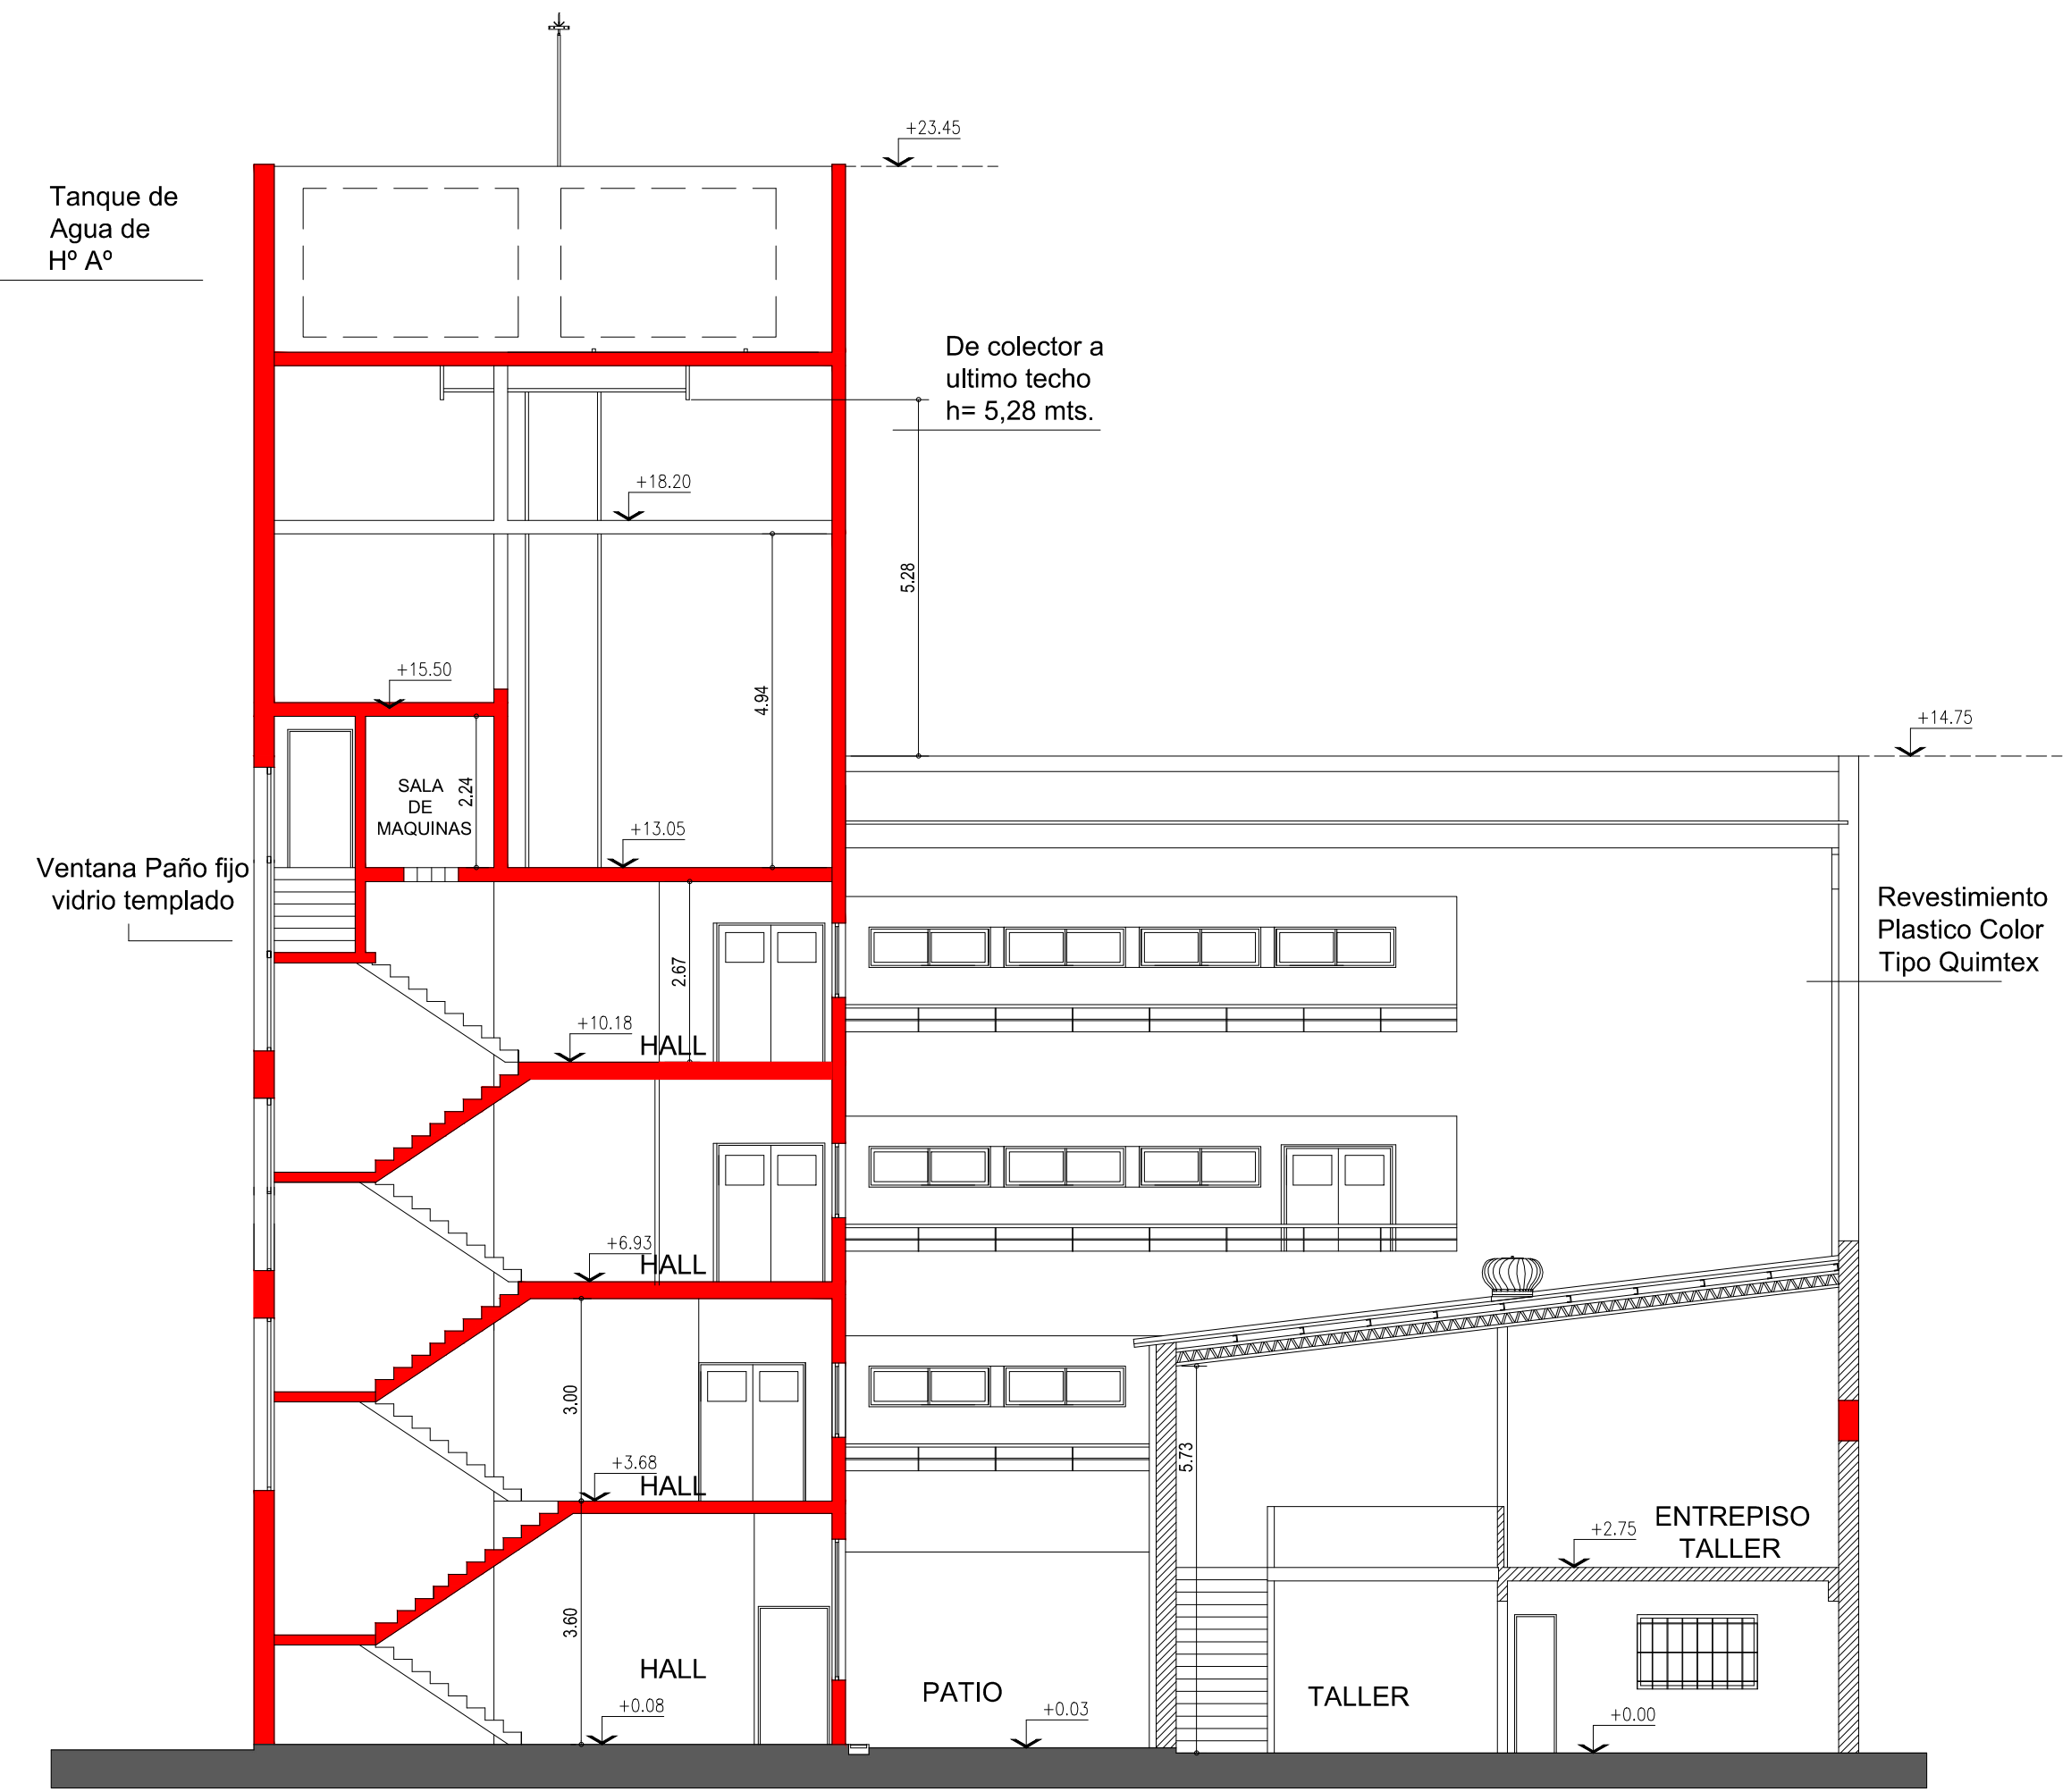 +23.45
Tanque de
Agua de
Hº Aº
De colector a
ultimo techo
h= 5,28 mts.
+18.20
5.28
+15.50
4.94
+14.75
SALA
DE
MAQUINAS
2.24
+13.05
Ventana Paño fijo
vidrio templado
Revestimiento
Plastico Color
Tipo Quimtex
2.67
+10.18
HALL
+6.93
HALL
3.00
+3.68
HALL
5.73
ENTREPISO
TALLER
+2.75
3.60
HALL
PATIO
TALLER
+0.08
+0.03
+0.00